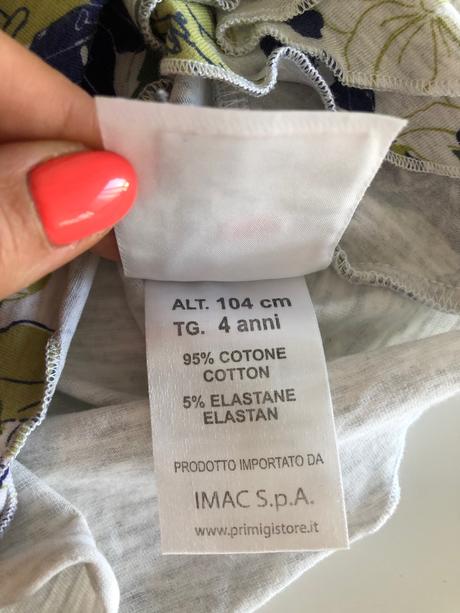 ALT. 104 cm
TG. 4 anni
95% COTONE
COTTON
5% ELASTANE
ELASTAN
PRODOTTO IMPORTATO DA
IMAC S.p.A.
www.primigistore.it